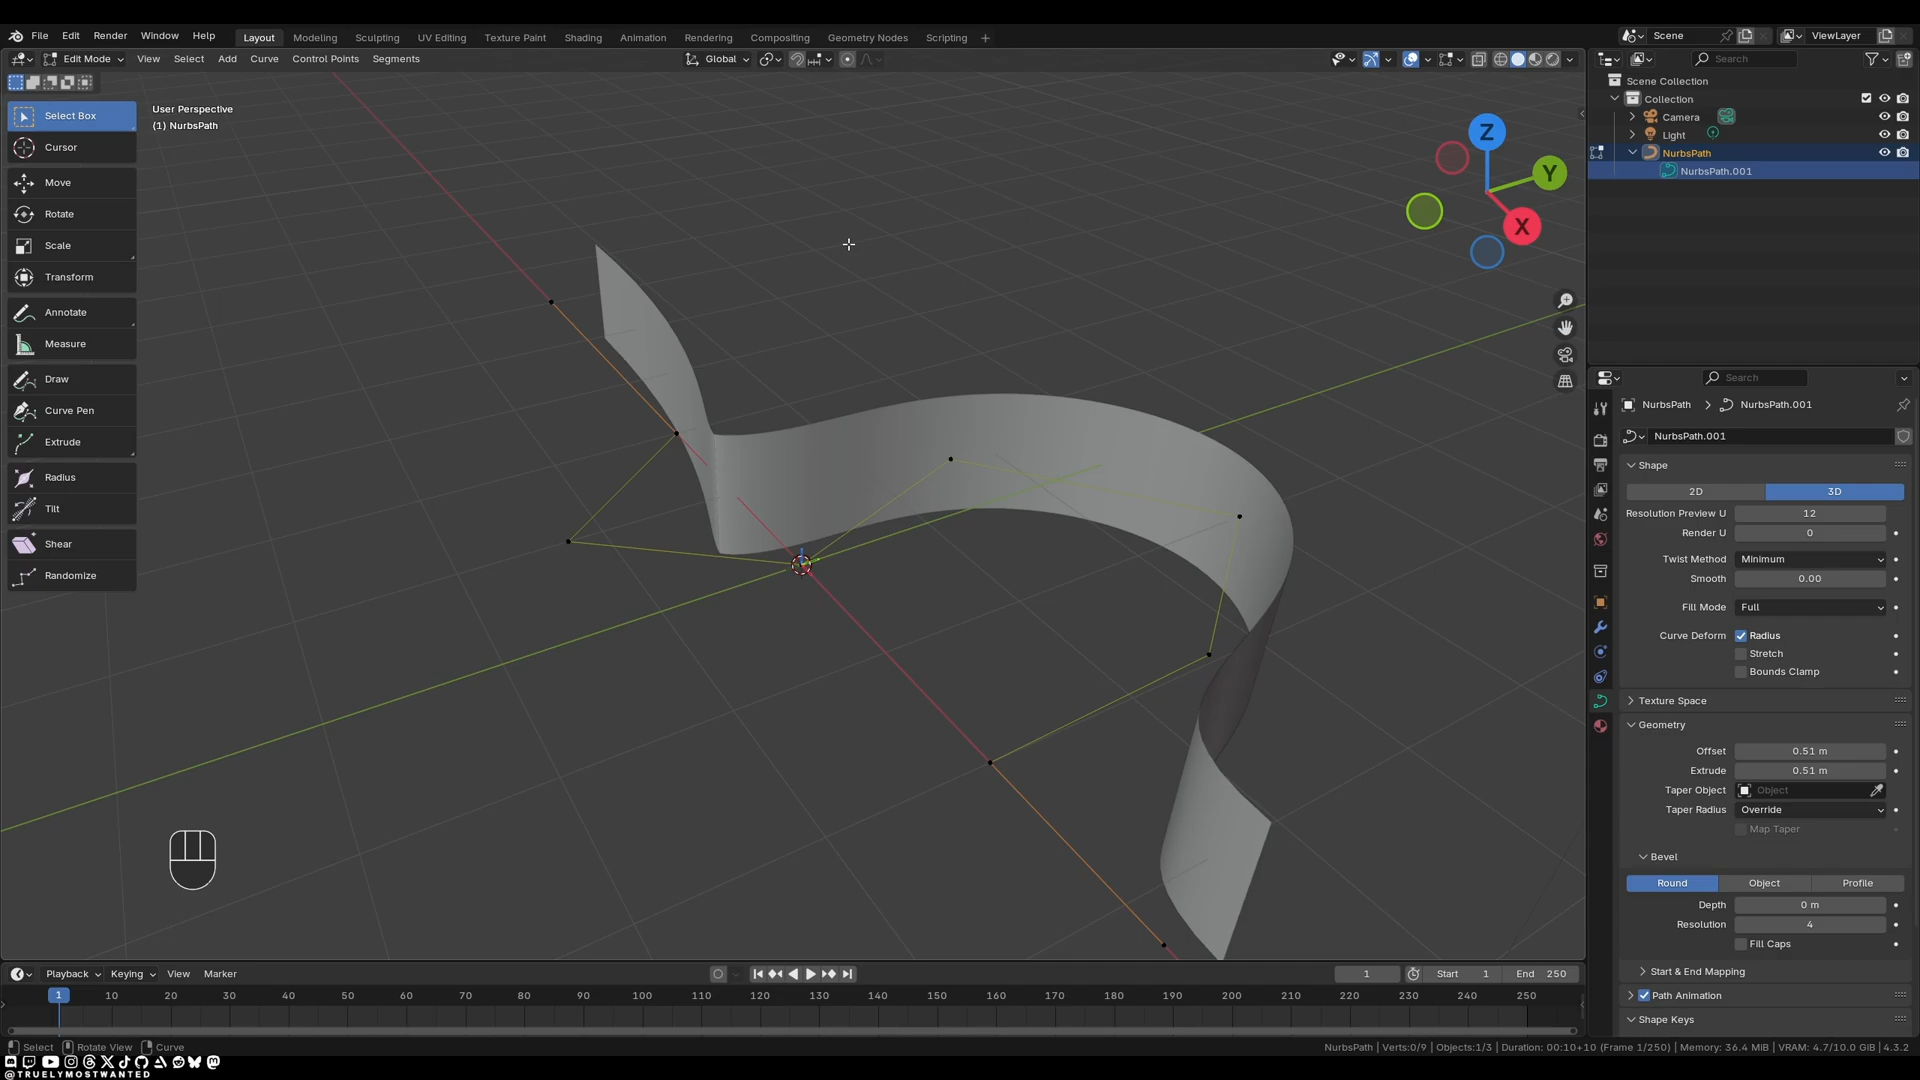 File Edit Render Window Help Layout Modeling Sculpting UV Editing Texture Paint Shading Animation Rendering Compositing Geometry Nodes Scripting + Scene ViewLayer
Edit Mode View Select Add Curve Control Points Segments Global Search
User Perspective
(1) NurbsPath
Select Box
Cursor
Move
Rotate
Scale
Transform
Annotate
Measure
Draw
Curve Pen
Extrude
Radius
Tilt
Shear
Randomize
Z
Y
X
Scene Collection
Collection
Camera
Light
NurbsPath
NurbsPath.001
Search
NurbsPath > NurbsPath.001
NurbsPath.001
Shape
2D 3D
Resolution Preview U 12
Render U 0
Twist Method Minimum
Smooth 0.00
Fill Mode Full
Curve Deform Radius
Stretch
Bounds Clamp
Texture Space
Geometry
Offset 0.51 m
Extrude 0.51 m
Taper Object Object
Taper Radius Override
Map Taper
Bevel
Round Object Profile
Depth 0 m
Resolution 4
Fill Caps
Start & End Mapping
Path Animation
Shape Keys
Playback Keying View Marker 1 Start 1 End 250
1 10 20 30 40 50 60 70 80 90 100 110 120 130 140 150 160 170 180 190 200 210 220 230 240 250
Select Rotate View Curve NurbsPath | Verts:0/9 | Objects:1/3 | Duration: 00:10+10 (Frame 1/250) | Memory: 36.4 MiB | VRAM: 4.7/10.0 GiB | 4.3.2
@TRUELYMOSTWANTED